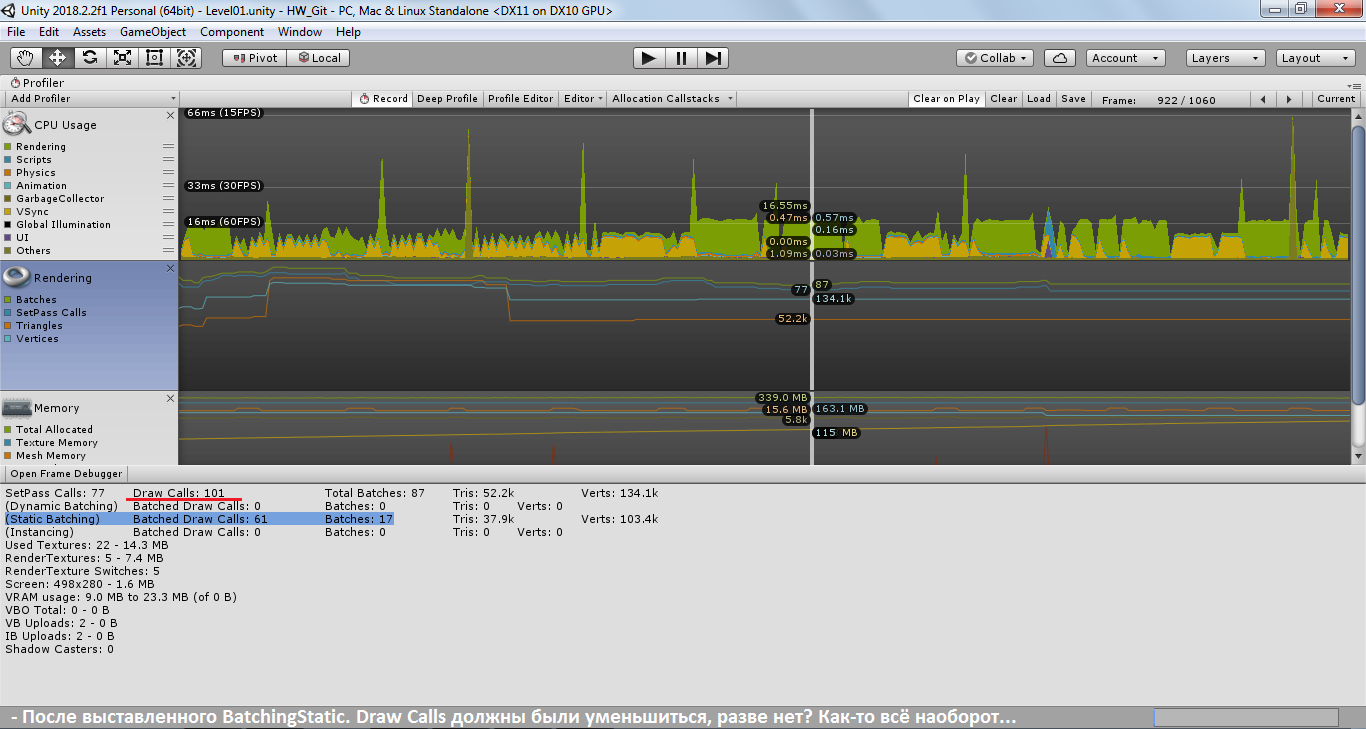 Unity 2018.2.2f1 Personal (64bit) - Level01.unity - HW_Git - PC, Mac & Linux Standalone <DX11 on DX10 GPU>
File Edit Assets GameObject Component Window Help
Pivot Local Collab Account Layers Layout
Profiler
Add Profiler Record Deep Profile Profile Editor Editor Allocation Callstacks Clear on Play Clear Load Save Frame: 922 / 1060 Current
CPU Usage
Rendering
Scripts
Physics
Animation
GarbageCollector
VSync
Global Illumination
UI
Others
66ms (15FPS)
33ms (30FPS)
16ms (60FPS)
16.55ms
0.47ms 0.57ms
0.16ms
0.00ms
1.09ms 0.03ms
Rendering
Batches
SetPass Calls
Triangles
Vertices
77 87
134.1k
52.2k
Memory
Total Allocated
Texture Memory
Mesh Memory
339.0 MB
15.6 MB 163.1 MB
5.8k
115 MB
Open Frame Debugger
SetPass Calls: 77 Draw Calls: 101 Total Batches: 87 Tris: 52.2k Verts: 134.1k
(Dynamic Batching) Batched Draw Calls: 0 Batches: 0 Tris: 0 Verts: 0
(Static Batching) Batched Draw Calls: 61 Batches: 17 Tris: 37.9k Verts: 103.4k
(Instancing) Batched Draw Calls: 0 Batches: 0 Tris: 0 Verts: 0
Used Textures: 22 - 14.3 MB
RenderTextures: 5 - 7.4 MB
RenderTexture Switches: 5
Screen: 498x280 - 1.6 MB
VRAM usage: 9.0 MB to 23.3 MB (of 0 B)
VBO Total: 0 - 0 B
VB Uploads: 2 - 0 B
IB Uploads: 2 - 0 B
Shadow Casters: 0
- После выставленного BatchingStatic. Draw Calls должны были уменьшиться, разве нет? Как-то всё наоборот...